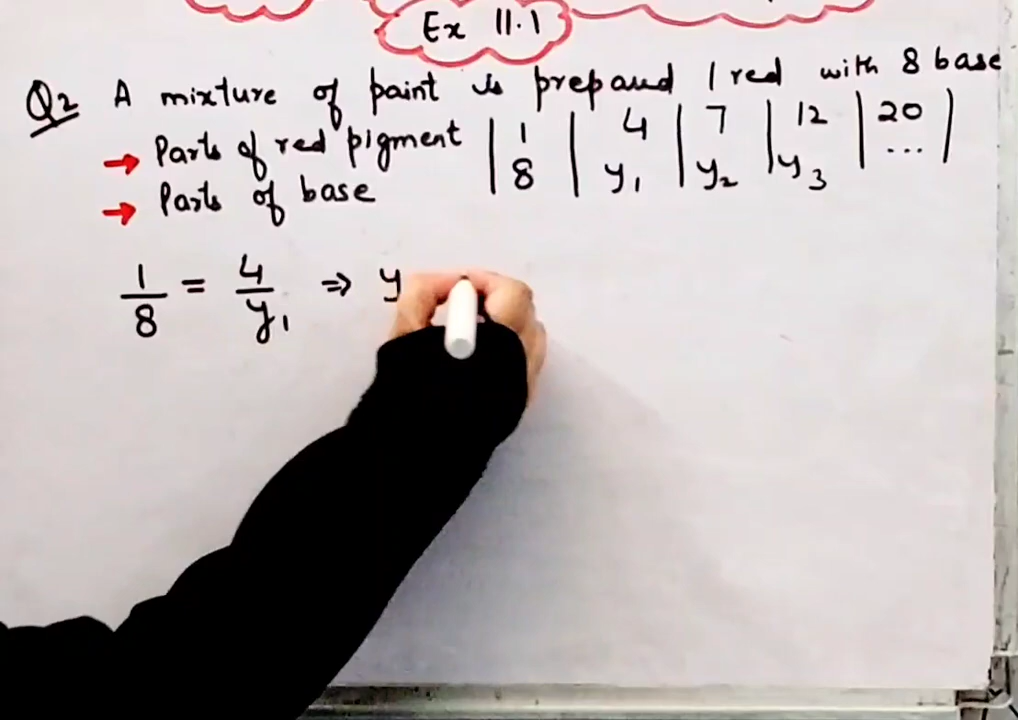 Ex 11.1
Q2 A mixture of paint is prepaud 1 red with 8 base
→ Parts of red pigment | 1 | 4 | 7 | 12 | 20 |
→ Parts of base | 8 | y₁ | y₂ | y₃ | ... |
1/8 = 4/y₁ ⇒ y